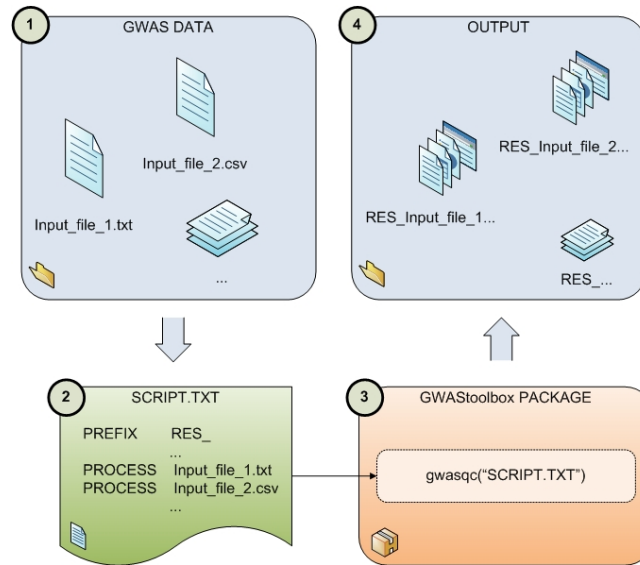 1
GWAS DATA
Input_file_2.csv
Input_file_1.txt
...
4
OUTPUT
RES_Input_file_2...
RES_Input_file_1...
RES_...
2
SCRIPT.TXT
PREFIX RES_
...
PROCESS Input_file_1.txt
PROCESS Input_file_2.csv
...
3
GWAStoolbox PACKAGE
gwasqc(“SCRIPT.TXT”)